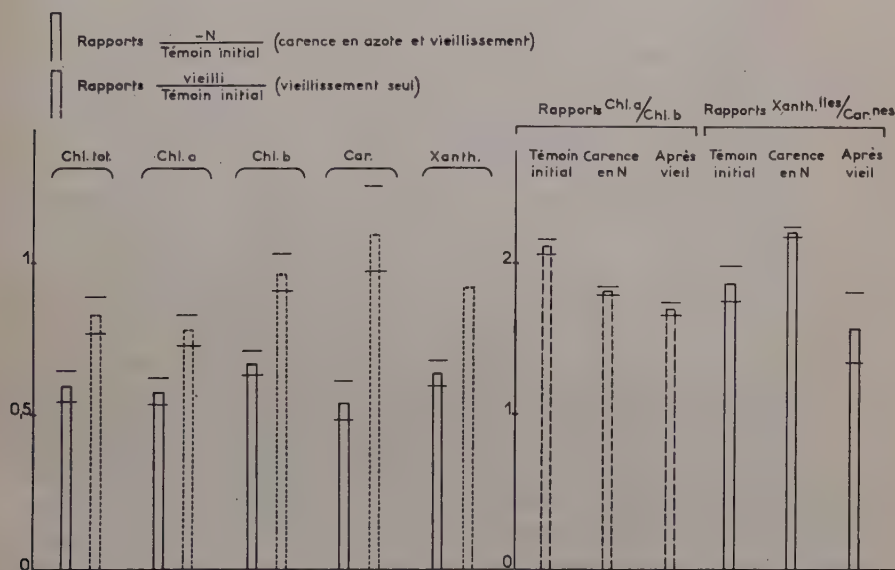 Rapports -N / Témoin initial (carence en azote et vieillissement)
Rapports vieilli / Témoin initial (vieillissement seul)
Rapports Chl.a/Chl.b
Rapports Xanth.lles/Car.nes
Chl. tot.
Chl. a
Chl. b
Car.
Xanth.
Témoin initial
Carence en N
Après vieil
Témoin initial
Carence en N
Après vieil
1
0,5
0
2
1
0